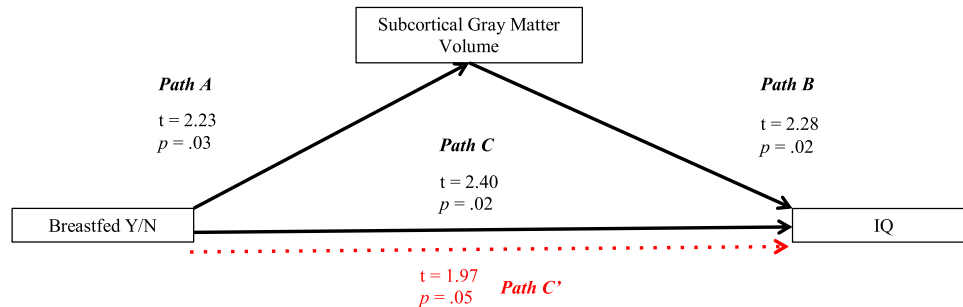 Subcortical Gray Matter
Volume
Path A
t = 2.23
p = .03
Path B
t = 2.28
p = .02
Path C
t = 2.40
p = .02
Breastfed Y/N
IQ
t = 1.97
p = .05
Path C’